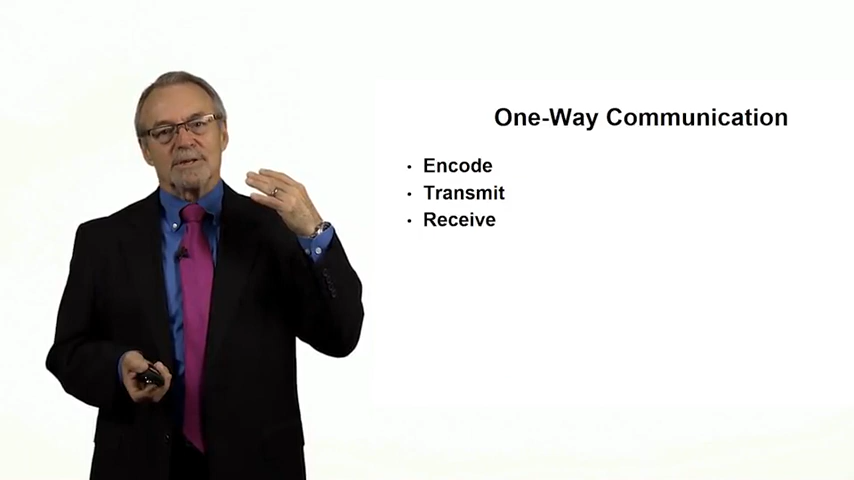 One-Way Communication
· Encode
· Transmit
· Receive